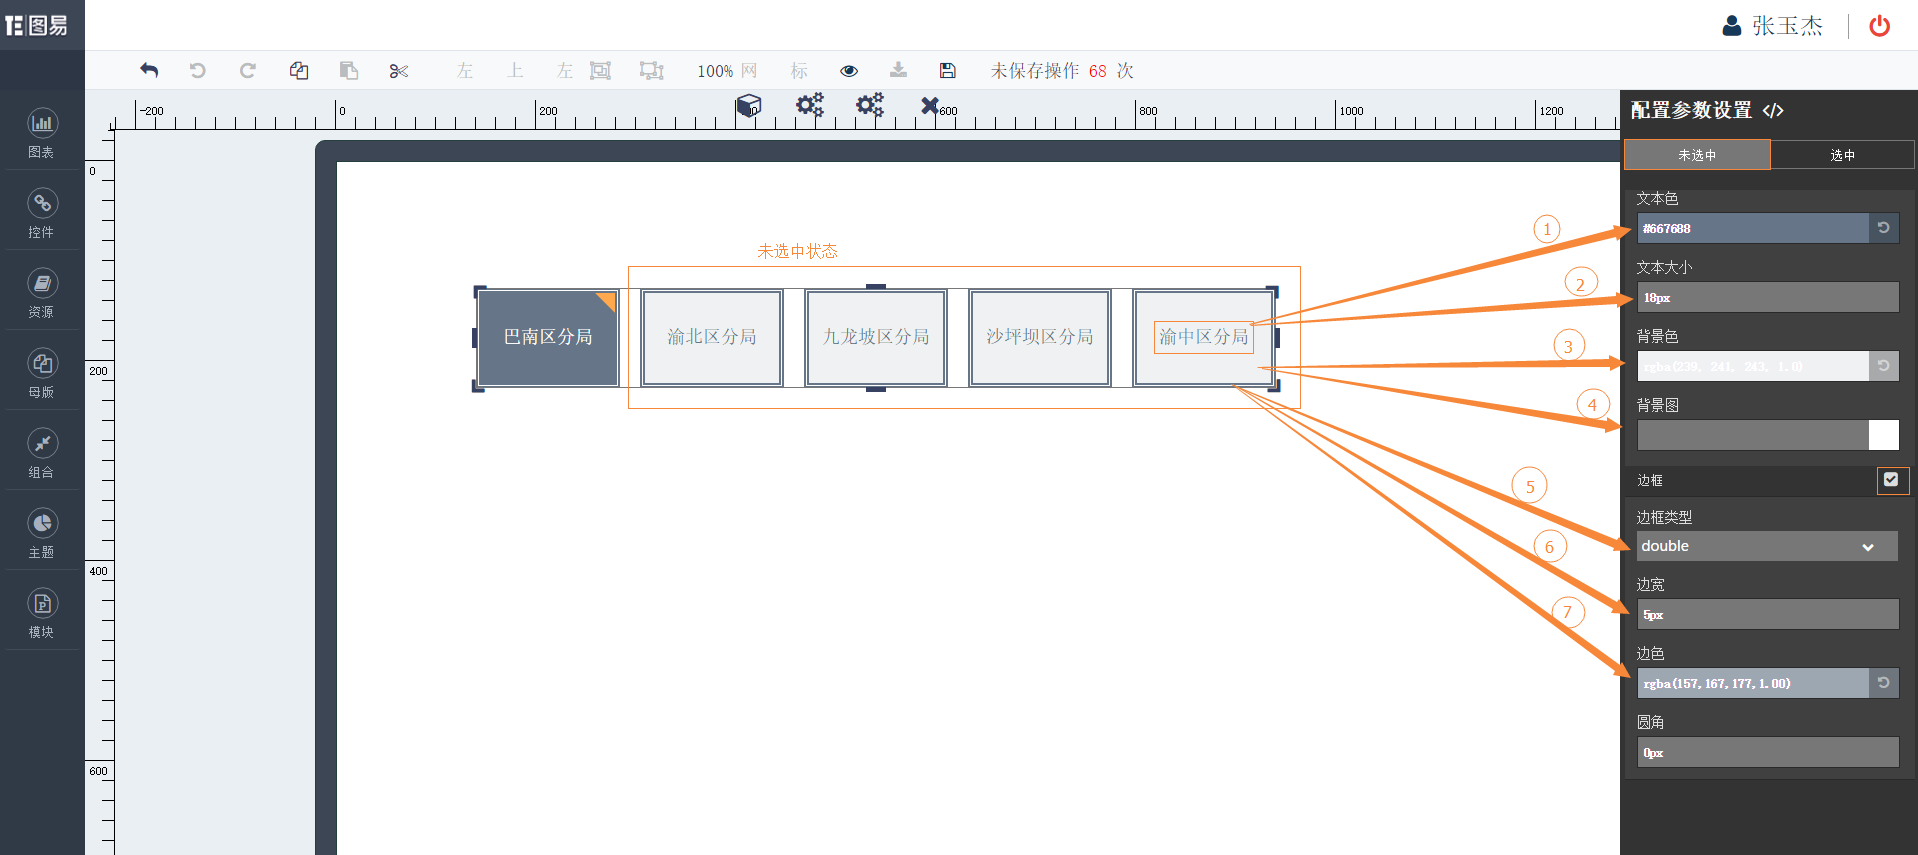 图易
张玉杰
左 上 左 100% 网 标 未保存操作 68 次
-200 0 200 600 800 1000 1200
0
200
400
600
图表
控件
资源
母版
组合
主题
模块
未选中状态
巴南区分局 渝北区分局 九龙坡区分局 沙坪坝区分局 渝中区分局
1
2
3
4
5
6
7
配置参数设置 </>
未选中 选中
文本色
#667688
文本大小
18px
背景色
rgba(239, 241, 243, 1.0)
背景图
边框
边框类型
double
边宽
5px
边色
rgba(157,167,177,1.00)
圆角
0px